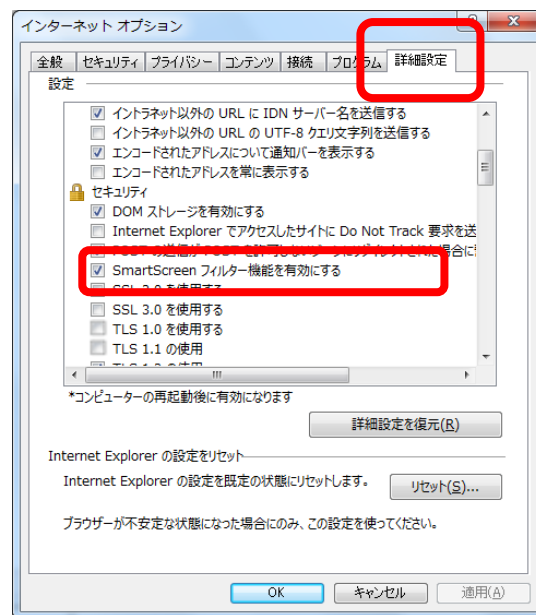 インターネット オプション
? x
全般 セキュリティ プライバシー コンテンツ 接続 プログラム 詳細設定
設定
イントラネット以外の URL に IDN サーバー名を送信する
イントラネット以外の URL の UTF-8 クエリ文字列を送信する
エンコードされたアドレスについて通知バーを表示する
エンコードされたアドレスを常に表示する
セキュリティ
DOM ストレージを有効にする
Internet Explorer でアクセスしたサイトに Do Not Track 要求を送
SmartScreen フィルター機能を有効にする
SSL 3.0 を使用する
TLS 1.0 を使用する
TLS 1.1 の使用
*コンピューターの再起動後に有効になります
詳細設定を復元(R)
Internet Explorer の設定をリセット
Internet Explorer の設定を既定の状態にリセットします。
リセット(S)...
ブラウザーが不安定な状態になった場合にのみ、この設定を使ってください。
OK キャンセル 適用(A)